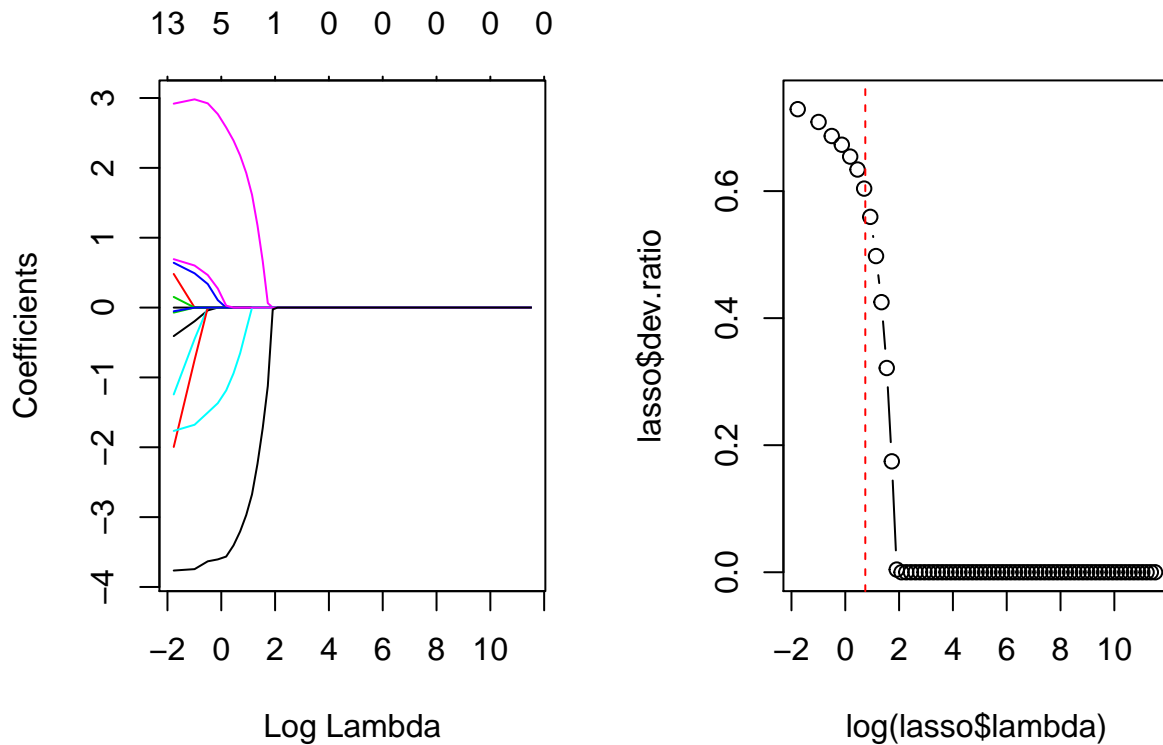 13 5 1 0 0 0 0 0
3
2
1
0
−1
−2
−3
−4
Coefficients
−2 0 2 4 6 8 10
Log Lambda
0.6
0.4
0.2
0.0
lasso$dev.ratio
−2 0 2 4 6 8 10
log(lasso$lambda)